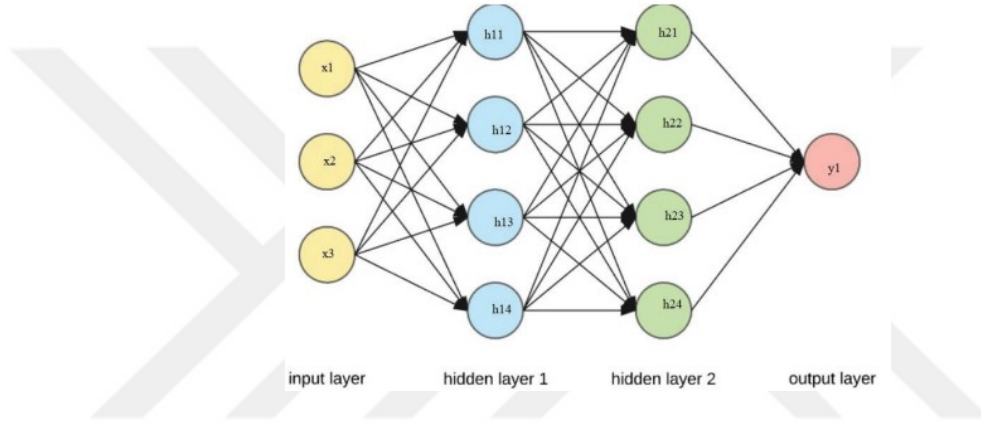 h11
h21
x1
h12
h22
x2
y1
h13
h23
x3
h14
h24
input layer
hidden layer 1
hidden layer 2
output layer